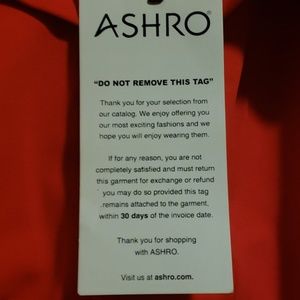 ASHRO®
"DO NOT REMOVE THIS TAG"
Thank you for your selection from
our catalog. We enjoy offering you
our most exciting fashions and we
hope you will enjoy wearing them.
If for any reason, you are not
completely satisfied and must return
this garment for exchange or refund
you may do so provided this tag
remains attached to the garment,
within 30 days of the invoice date.
Thank you for shopping
with ASHRO.
Visit us at ashro.com.